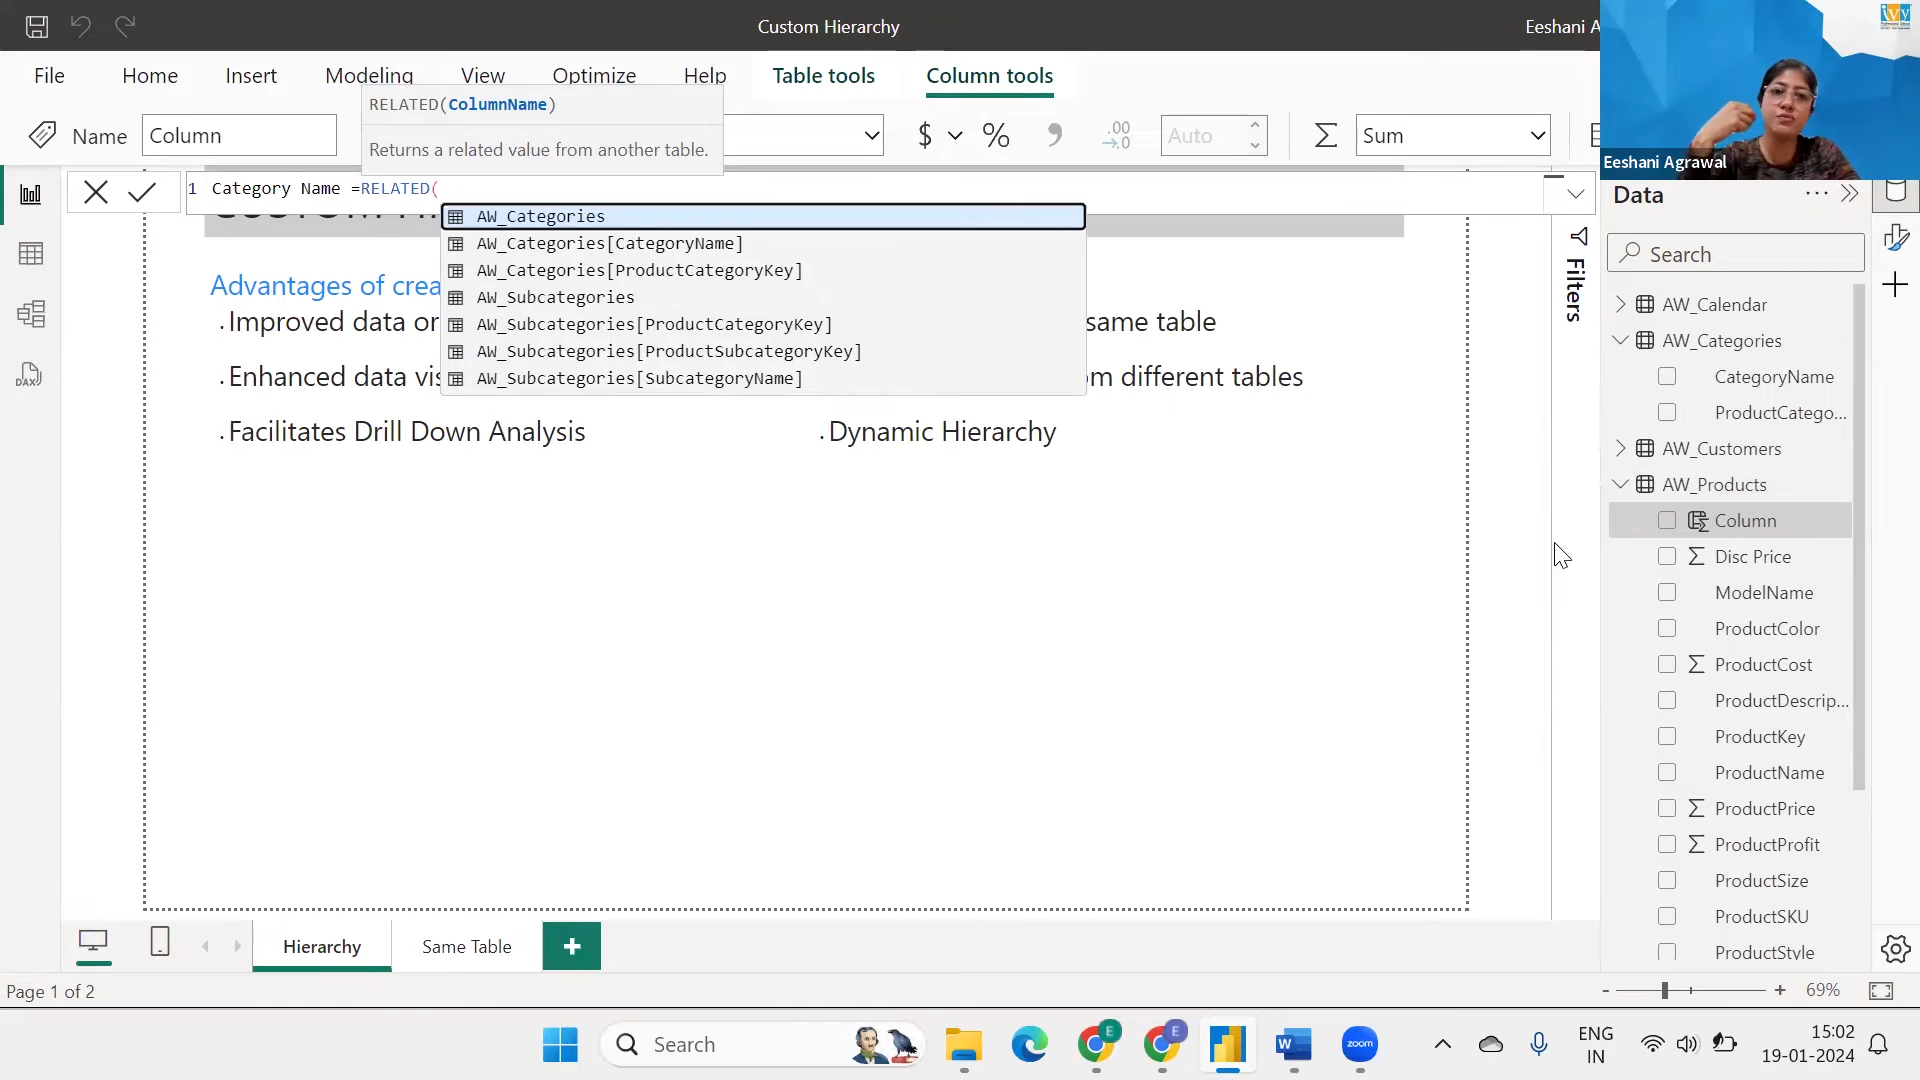 Custom Hierarchy
Eeshani A
ivy
File Home Insert Modeling View Optimize Help Table tools Column tools
RELATED(ColumnName)
Returns a related value from another table.
Name Column
$ % .00 Auto Sum
Eeshani Agrawal
1 Category Name =RELATED(
AW_Categories
AW_Categories[CategoryName]
AW_Categories[ProductCategoryKey]
AW_Subcategories
AW_Subcategories[ProductCategoryKey]
AW_Subcategories[ProductSubcategoryKey]
AW_Subcategories[SubcategoryName]
Advantages of crea
.Improved data or
same table
.Enhanced data vis
m different tables
.Facilitates Drill Down Analysis
.Dynamic Hierarchy
Filters
Data
Search
AW_Calendar
AW_Categories
CategoryName
ProductCatego...
AW_Customers
AW_Products
Column
Disc Price
ModelName
ProductColor
ProductCost
ProductDescrip...
ProductKey
ProductName
ProductPrice
ProductProfit
ProductSize
ProductSKU
ProductStyle
DAX
Hierarchy Same Table +
Page 1 of 2
- + 69%
Search
E
E
W
zoom
ENG
IN
15:02
19-01-2024